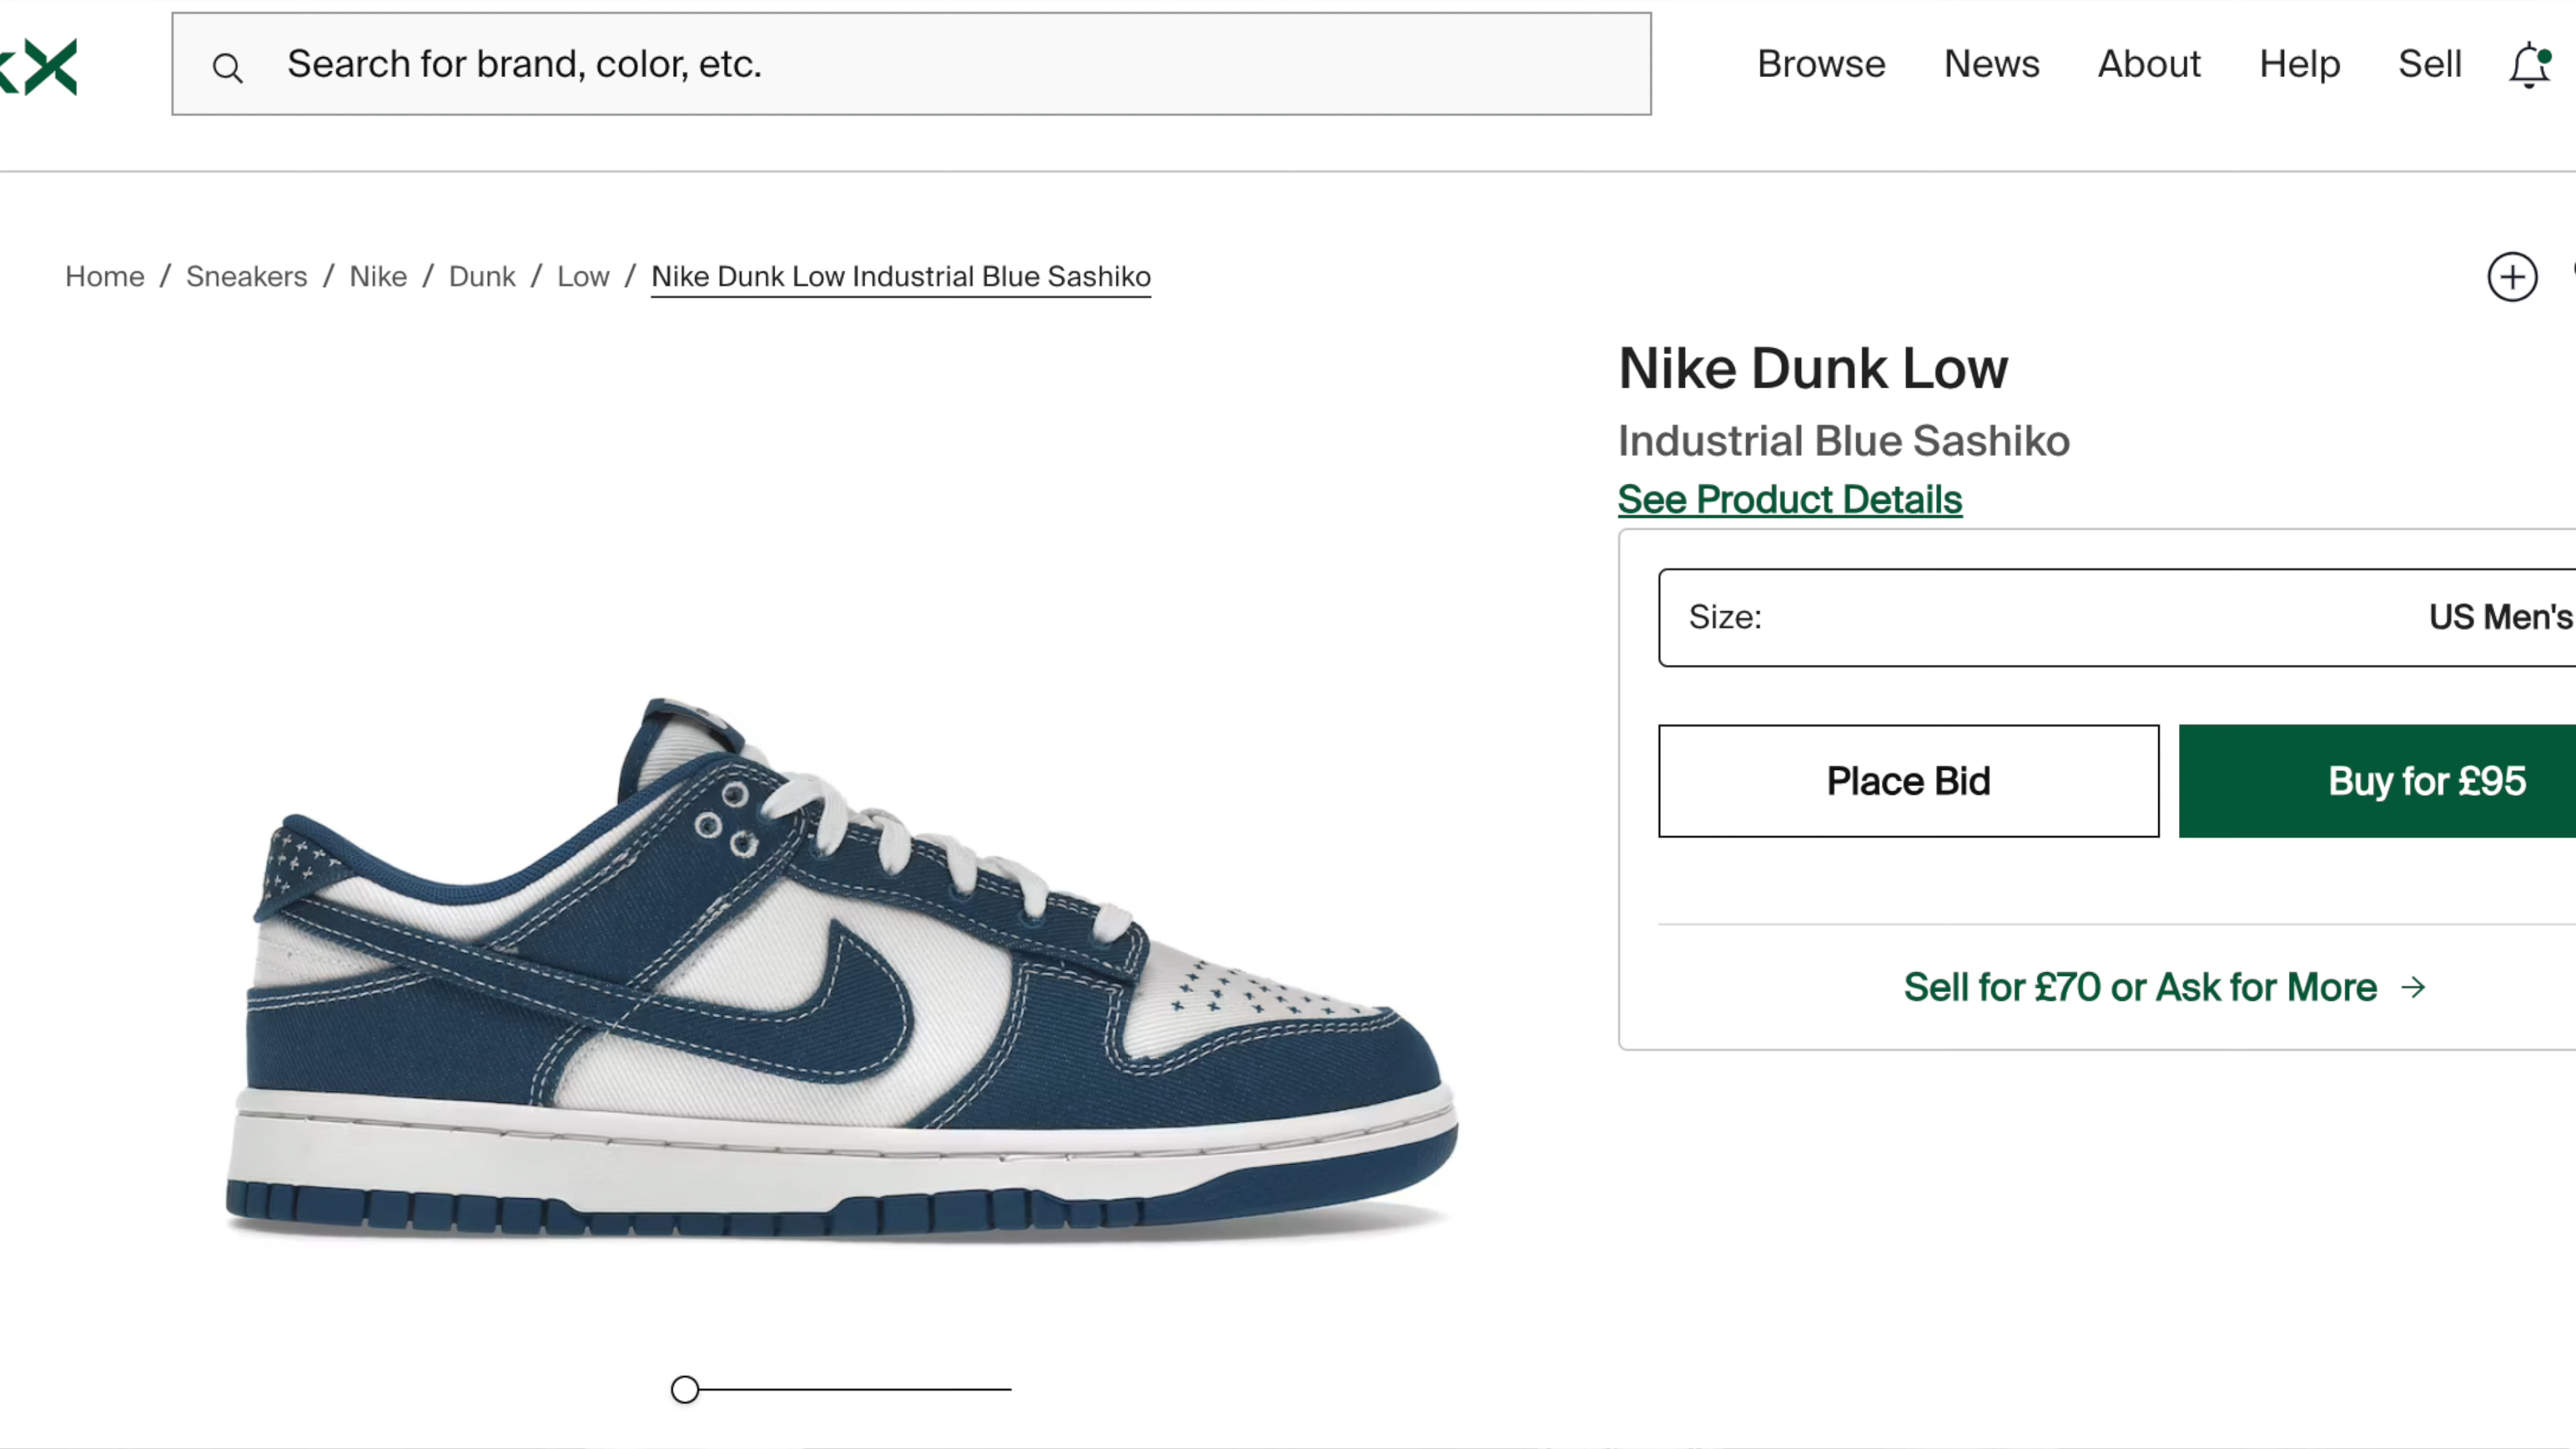 X
Search for brand, color, etc.
Browse News About Help Sell
Home / Sneakers / Nike / Dunk / Low / Nike Dunk Low Industrial Blue Sashiko
Nike Dunk Low
Industrial Blue Sashiko
See Product Details
Size: US Men's
Place Bid
Buy for £95
Sell for £70 or Ask for More →